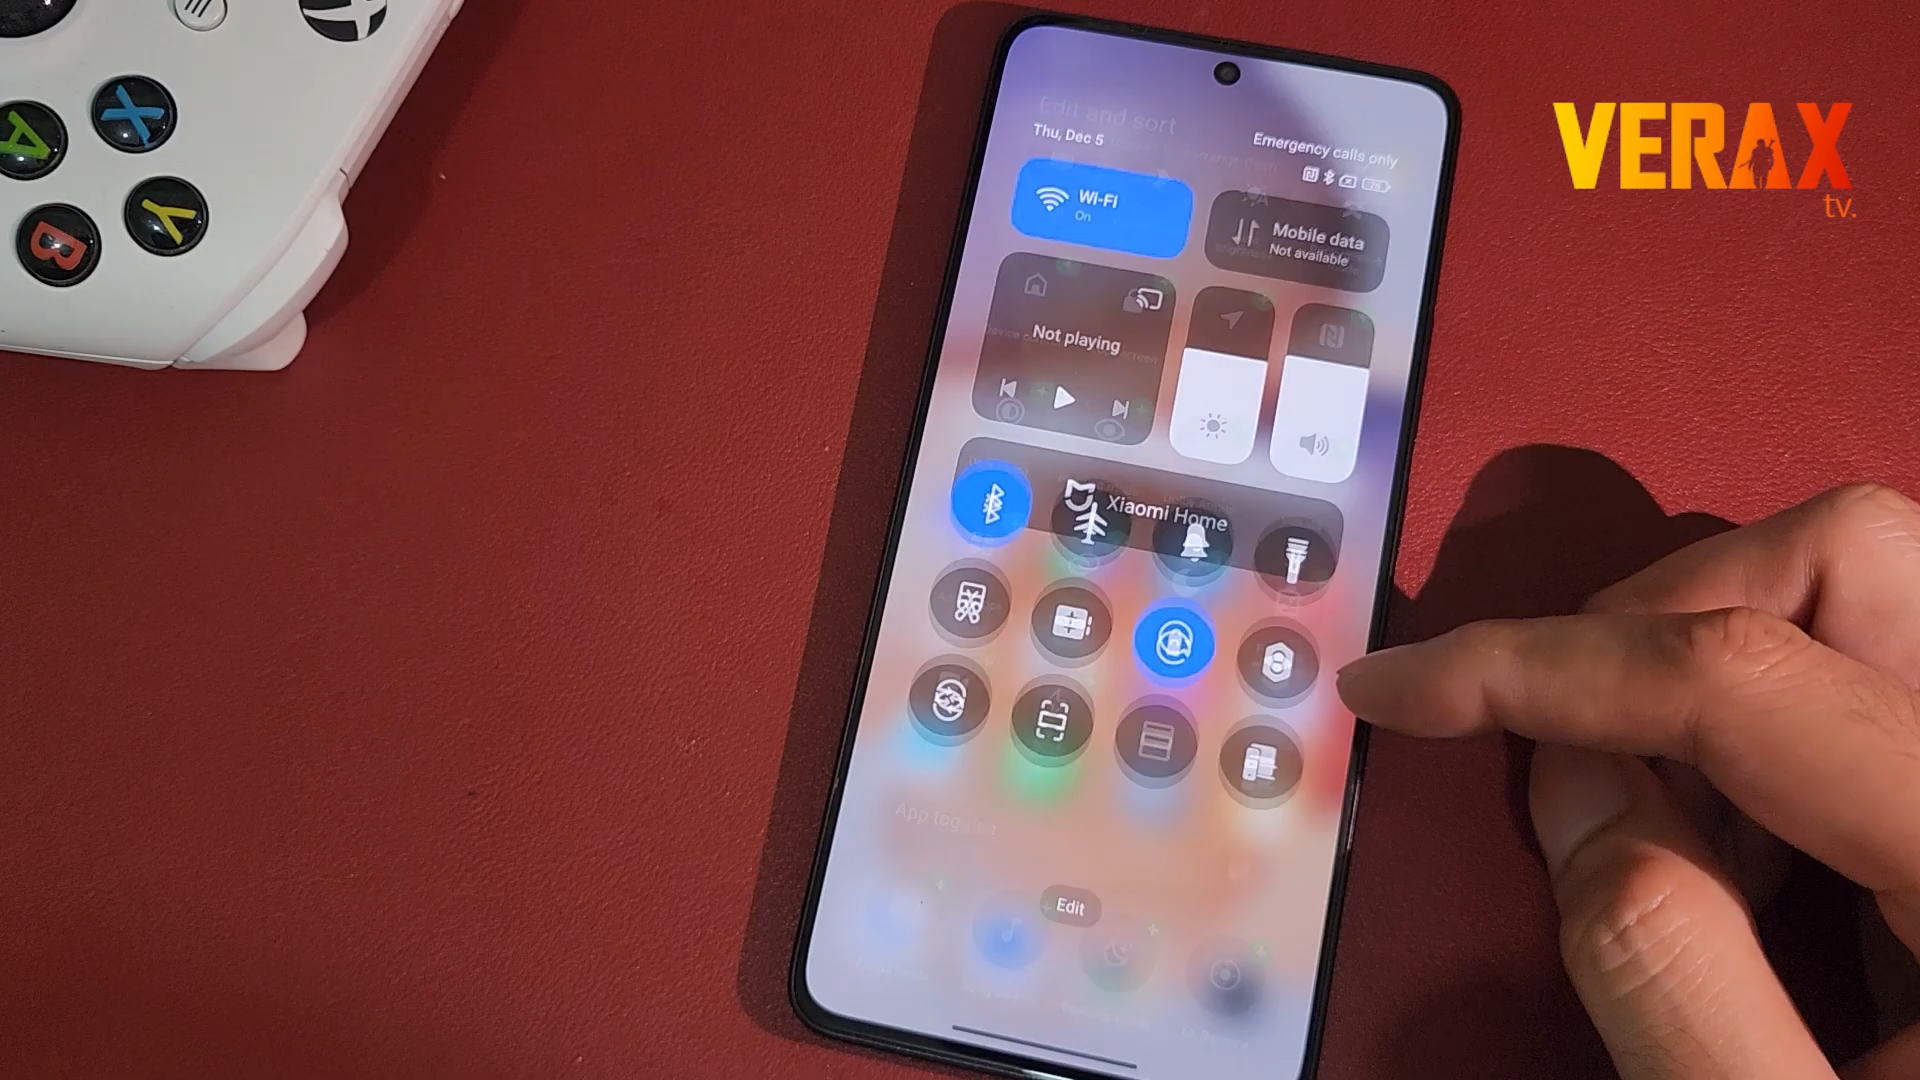 VERAX
tv.
Edit and sort
Thu, Dec 5
Emergency calls only
Wi-Fi
On
Mobile data
Not available
Not playing
Xiaomi Home
Edit
X
A
Y
B